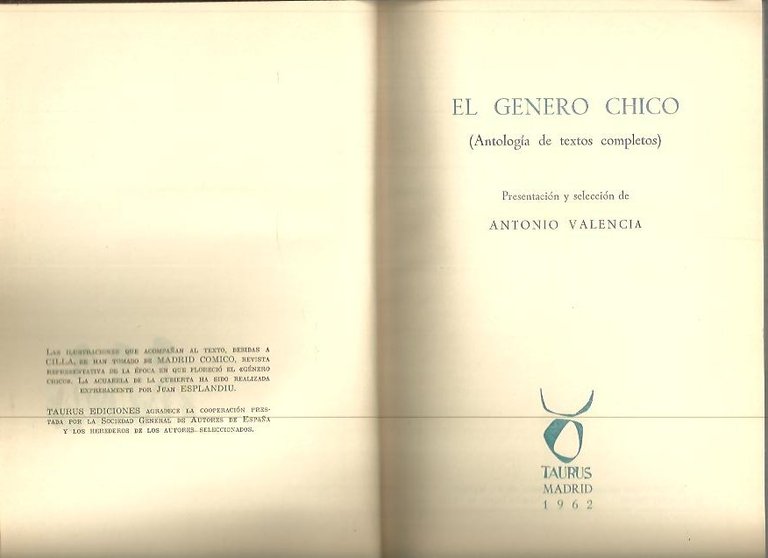 LAS ILUSTRACIONES QUE ACOMPAÑAN AL TEXTO, DEBIDAS A
CILLA, SE HAN TOMADO DE MADRID COMICO, REVISTA
REPRESENTATIVA DE LA ÉPOCA EN QUE FLORECIÓ EL «GÉNERO
CHICO». LA ACUARELA DE LA CUBIERTA HA SIDO REALIZADA
EXPRESAMENTE POR JUAN ESPLANDIU.
TAURUS EDICIONES AGRADECE LA COOPERACIÓN PRES-
TADA POR LA SOCIEDAD GENERAL DE AUTORES DE ESPAÑA
Y LOS HEREDEROS DE LOS AUTORES SELECCIONADOS.
EL GENERO CHICO
(Antología de textos completos)
Presentación y selección de
ANTONIO VALENCIA
TAURUS
MADRID
1962